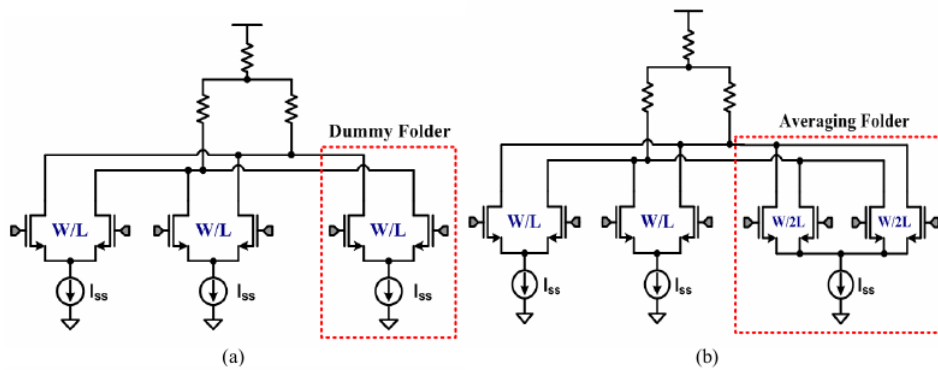 Dummy Folder
W/L
W/L
W/L
Iss
Iss
Iss
(a)
Averaging Folder
W/L
W/L
W/2L
W/2L
Iss
Iss
Iss
(b)